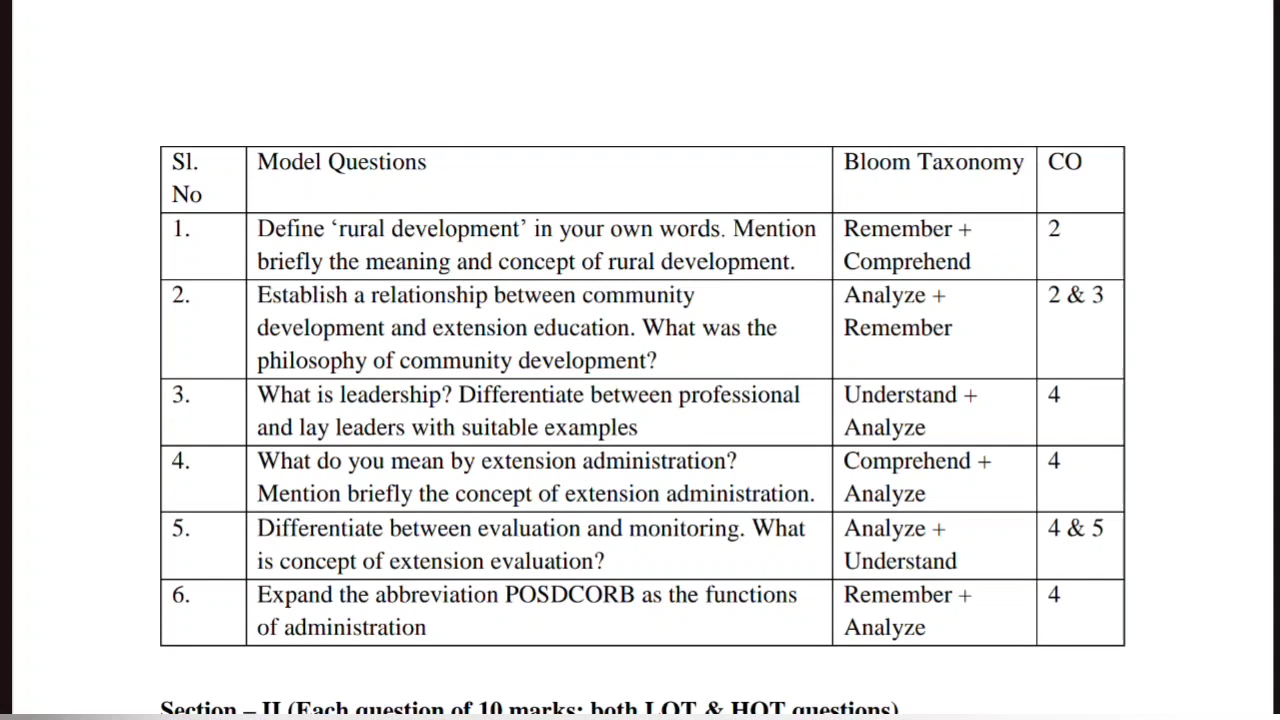 Sl. No
Model Questions
Bloom Taxonomy
CO
1.
Define ‘rural development’ in your own words. Mention
briefly the meaning and concept of rural development.
Remember +
Comprehend
2
2.
Establish a relationship between community
development and extension education. What was the
philosophy of community development?
Analyze +
Remember
2 & 3
3.
What is leadership? Differentiate between professional
and lay leaders with suitable examples
Understand +
Analyze
4
4.
What do you mean by extension administration?
Mention briefly the concept of extension administration.
Comprehend +
Analyze
4
5.
Differentiate between evaluation and monitoring. What
is concept of extension evaluation?
Analyze +
Understand
4 & 5
6.
Expand the abbreviation POSDCORB as the functions
of administration
Remember +
Analyze
4
Section – II (Each question of 10 marks; both LOT & HOT questions)